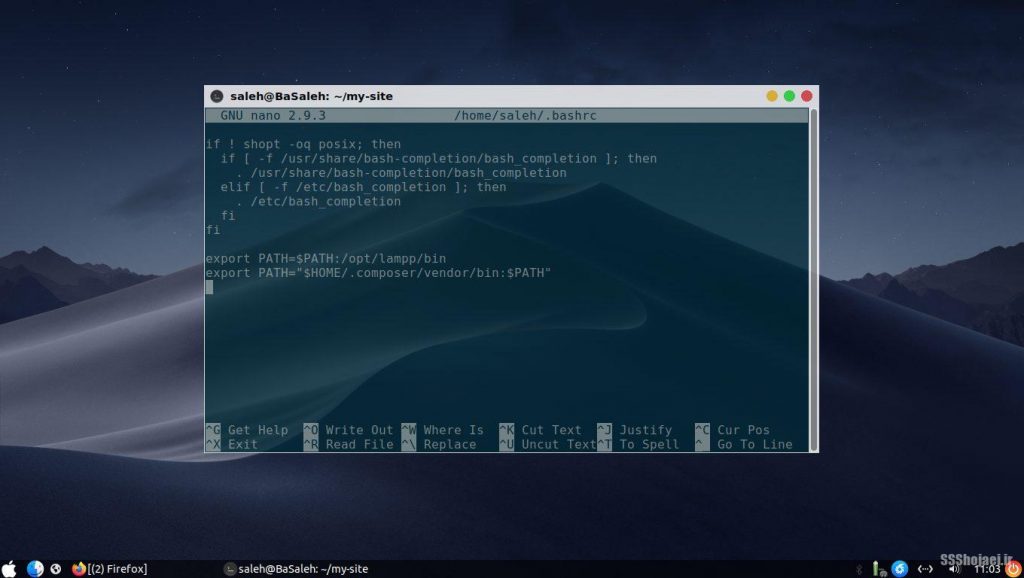 saleh@BaSaleh: ~/my-site
GNU nano 2.9.3 /home/saleh/.bashrc
if ! shopt -oq posix; then
if [ -f /usr/share/bash-completion/bash_completion ]; then
. /usr/share/bash-completion/bash_completion
elif [ -f /etc/bash_completion ]; then
. /etc/bash_completion
fi
fi
export PATH=$PATH:/opt/lampp/bin
export PATH="$HOME/.composer/vendor/bin:$PATH"
^G Get Help ^O Write Out ^W Where Is ^K Cut Text ^J Justify ^C Cur Pos
^X Exit ^R Read File ^\ Replace ^U Uncut Text ^T To Spell ^_ Go To Line
SSShojaei.ir
[(2) Firefox] saleh@BaSaleh: ~/my-site 11:03